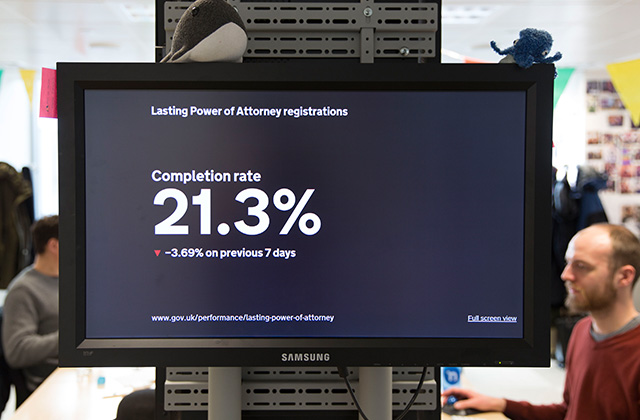 Lasting Power of Attorney registrations
Completion rate
21.3%
▼ −3.69% on previous 7 days
www.gov.uk/performance/lasting-power-of-attorney
Full screen view
SAMSUNG